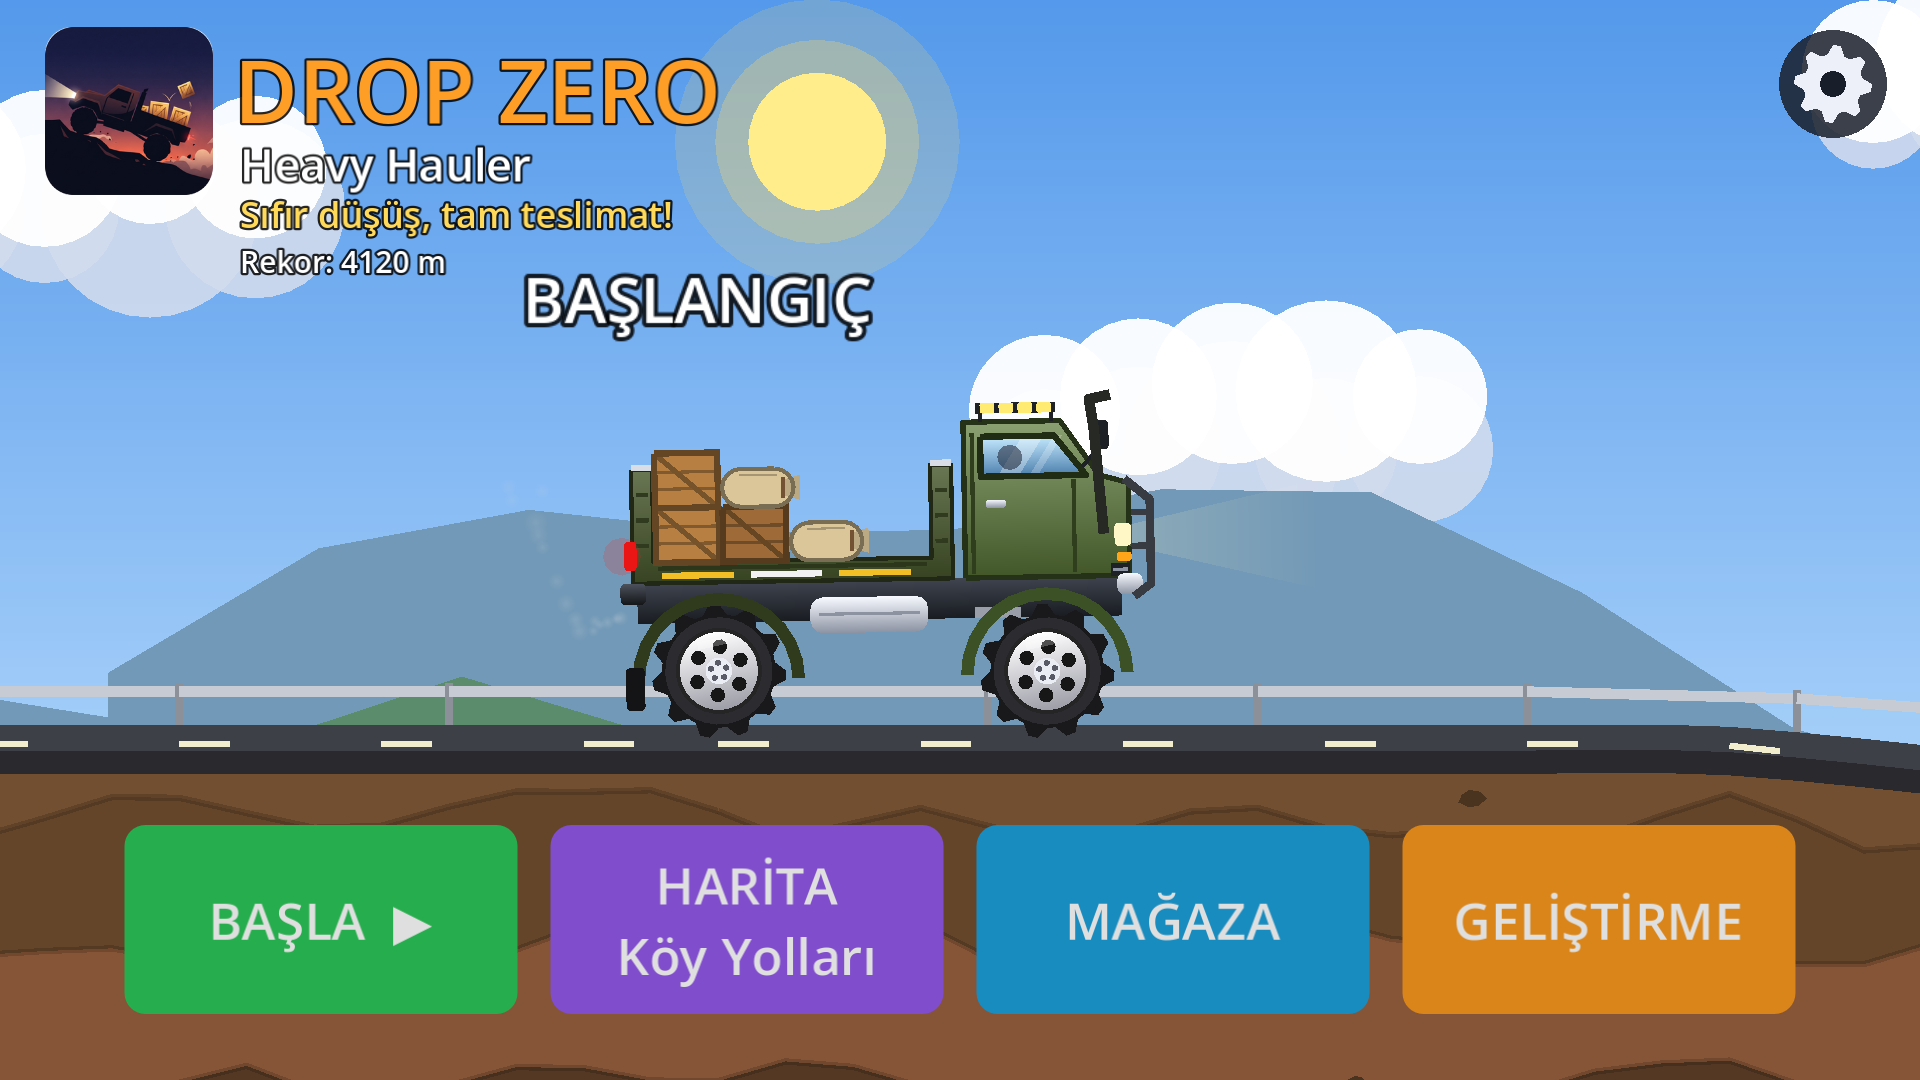 DROP ZERO
Heavy Hauler
Sıfır düşüş, tam teslimat!
Rekor: 4120 m
BAŞLANGIÇ
BAŞLA ▶
HARİTA
Köy Yolları
MAĞAZA
GELİŞTİRME